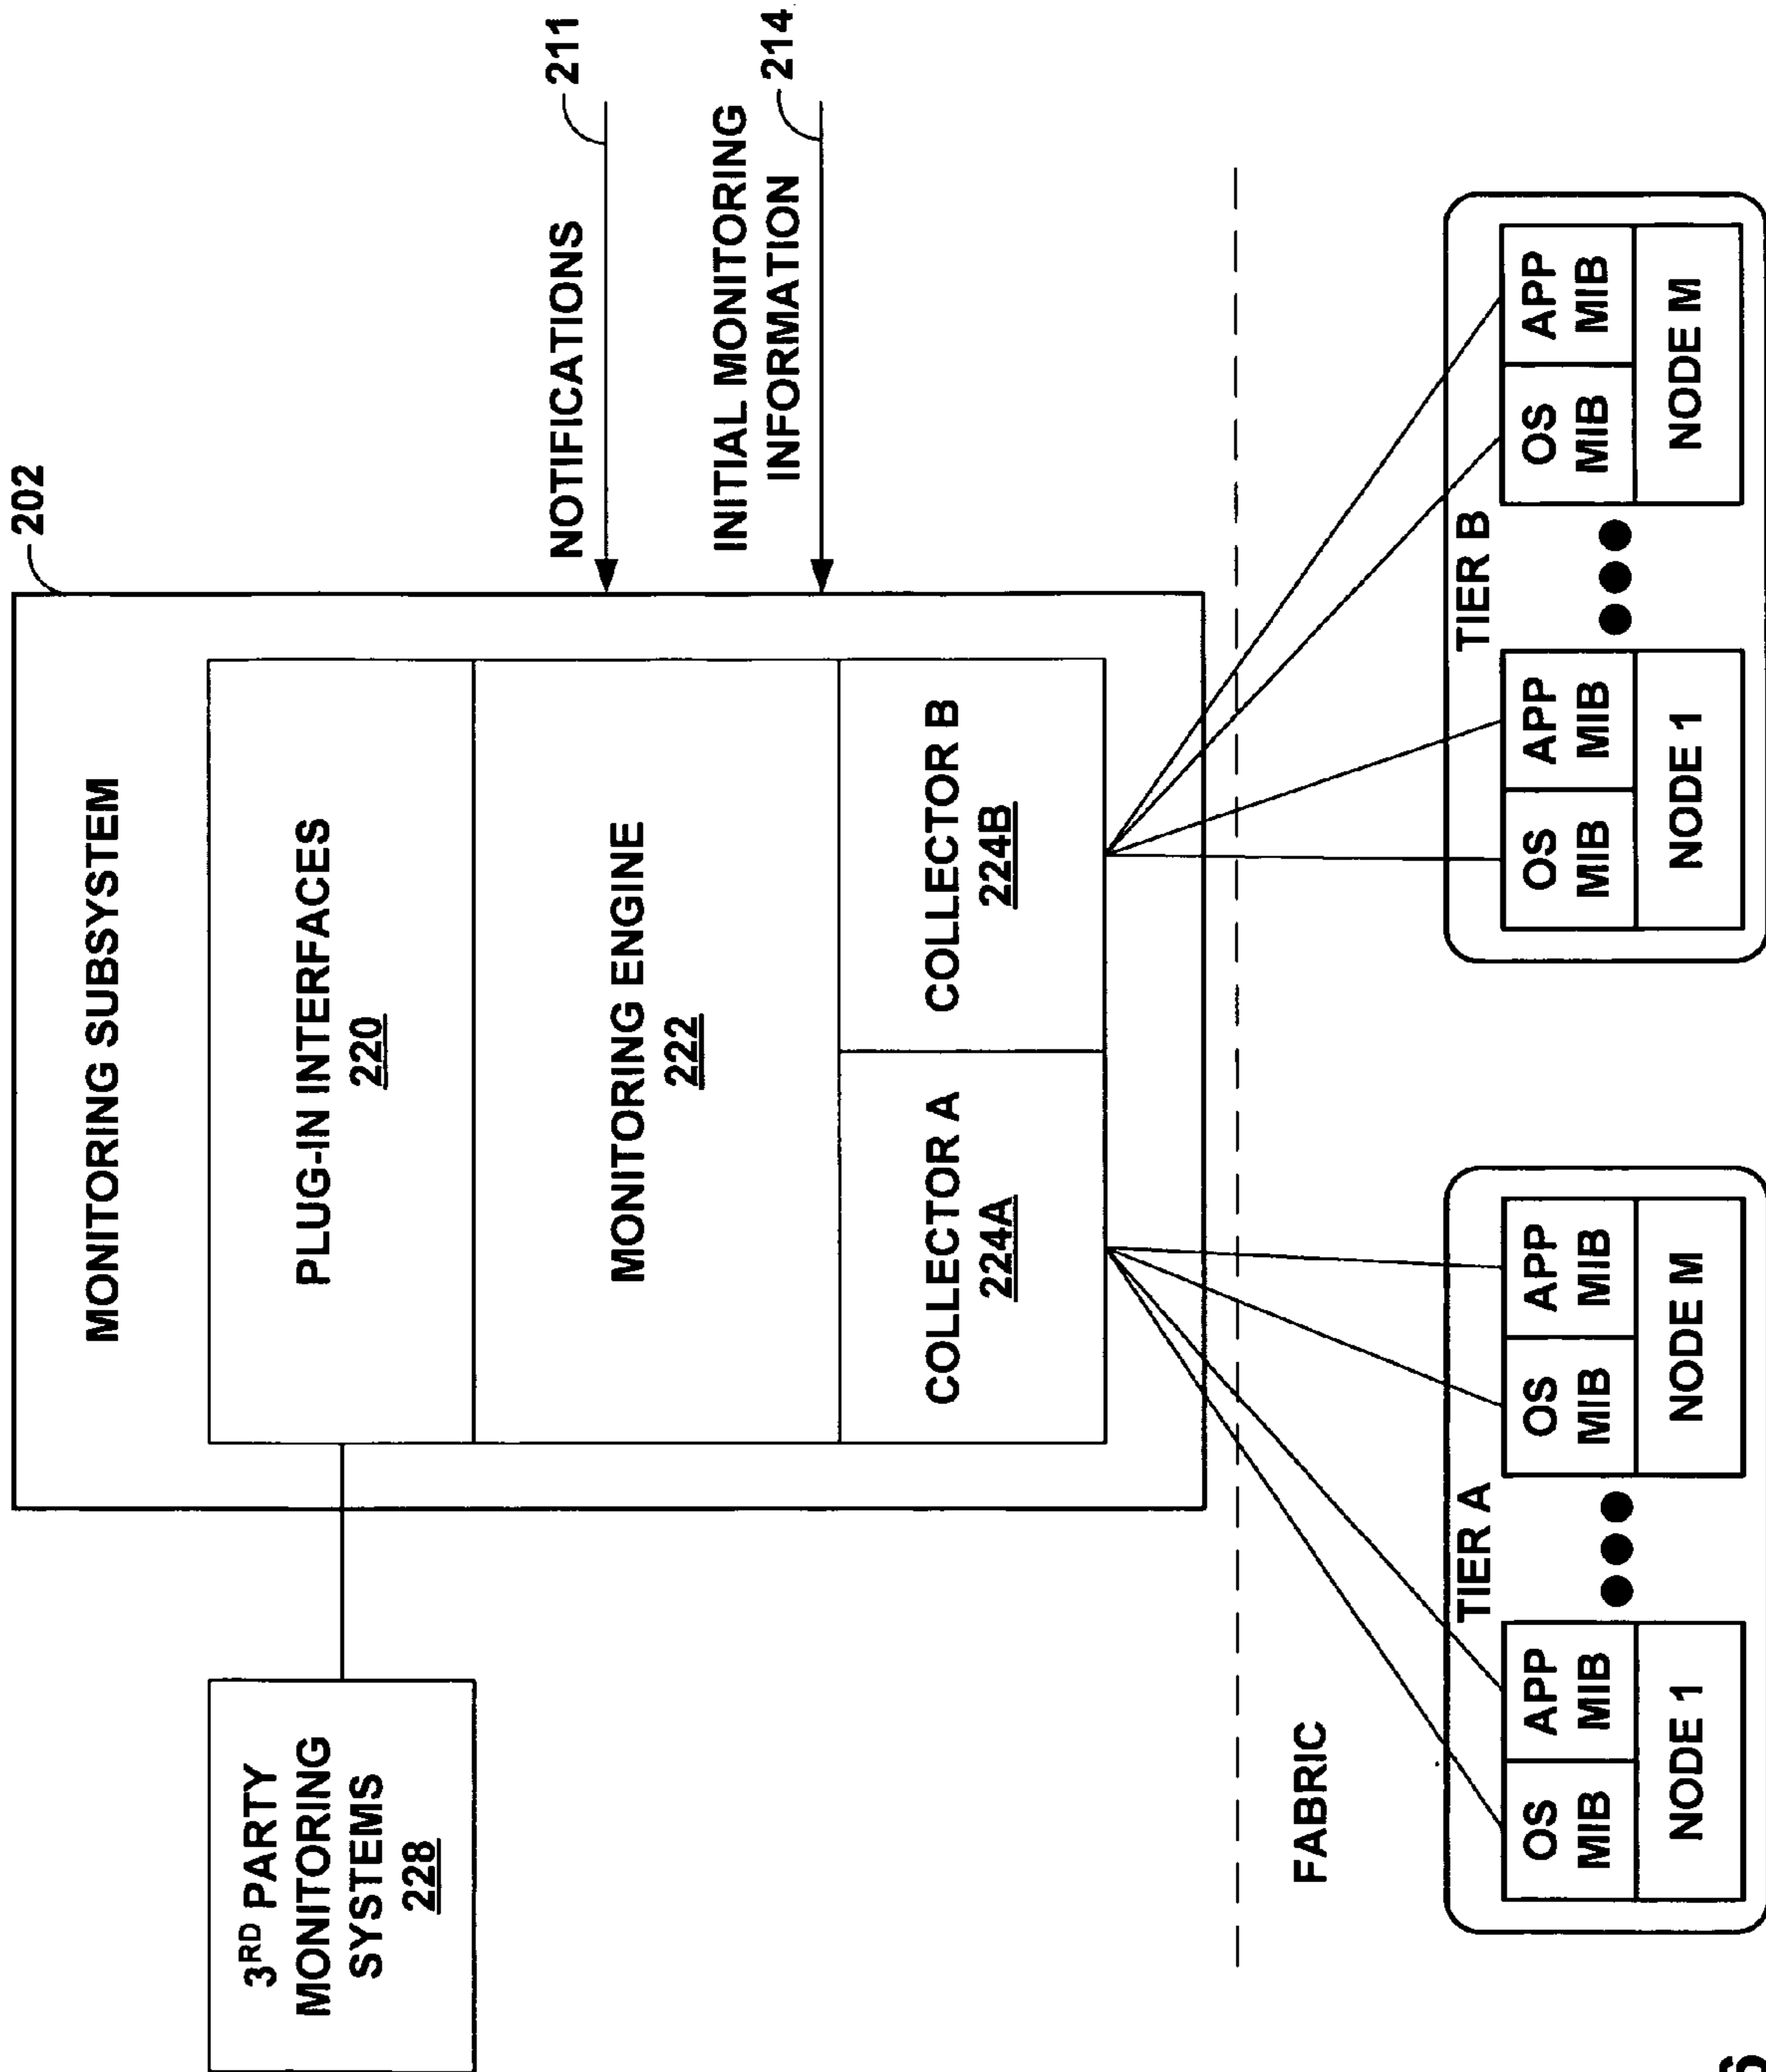 202
MONITORING SUBSYSTEM
3RD PARTY
MONITORING
SYSTEMS
228
PLUG-IN INTERFACES
220
MONITORING ENGINE
222
NOTIFICATIONS
211
INITIAL MONITORING
INFORMATION
214
COLLECTOR A
224A
COLLECTOR B
224B
FABRIC
TIER A
OS
MIB
APP
MIB
NODE 1
OS
MIB
APP
MIB
NODE M
TIER B
OS
MIB
APP
MIB
NODE 1
OS
MIB
APP
MIB
NODE M